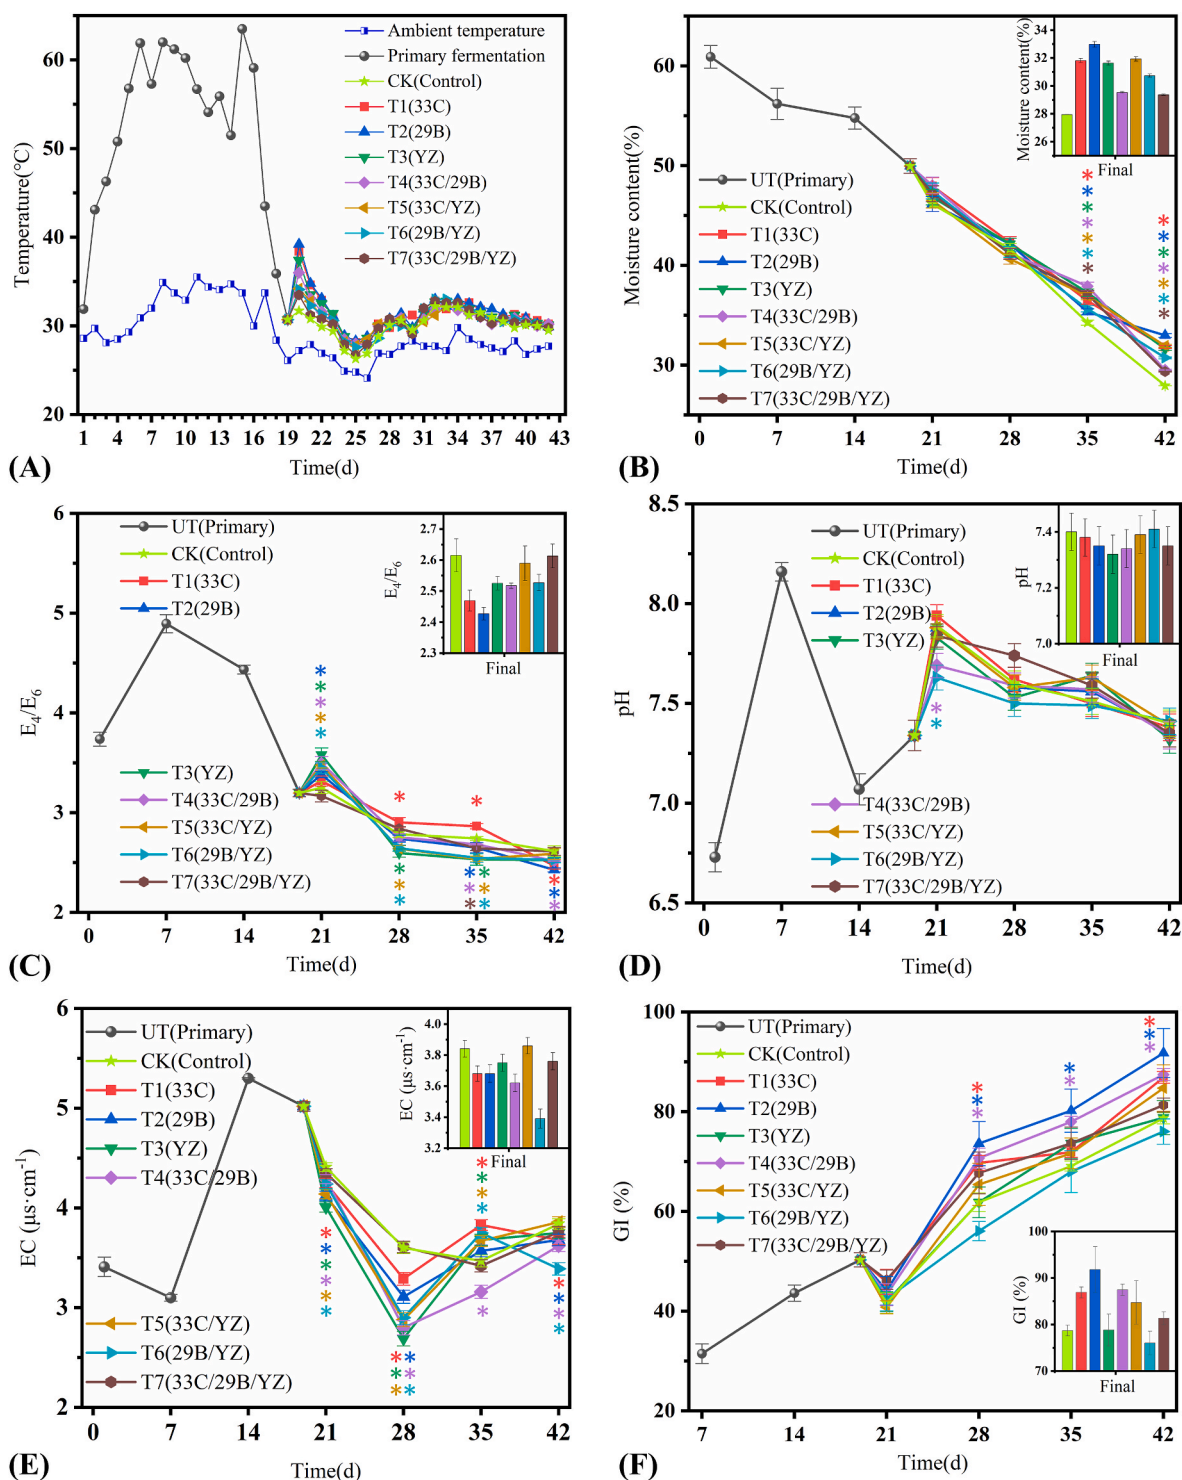 Temperature(℃)
60
50
40
30
20
Ambient temperature
Primary fermentation
CK(Control)
T1(33C)
T2(29B)
T3(YZ)
T4(33C/29B)
T5(33C/YZ)
T6(29B/YZ)
T7(33C/29B/YZ)
1 4 7 10 13 16 19 22 25 28 31 34 37 40 43
Time(d)
(A)
Moisture content(%)
60
50
40
30
UT(Primary)
CK(Control)
T1(33C)
T2(29B)
T3(YZ)
T4(33C/29B)
T5(33C/YZ)
T6(29B/YZ)
T7(33C/29B/YZ)
Moisture content(%)
34
32
30
28
26
Final
* * * * * * *
* * * * * * *
0 7 14 21 28 35 42
Time(d)
(B)
E4/E6
6
5
4
3
2
UT(Primary)
CK(Control)
T1(33C)
T2(29B)
T3(YZ)
T4(33C/29B)
T5(33C/YZ)
T6(29B/YZ)
T7(33C/29B/YZ)
E4/E6
2.7
2.6
2.5
2.4
2.3
Final
* * * * *
* *
* * *
* * * * *
* * *
0 7 14 21 28 35 42
Time(d)
(C)
pH
8.5
8.0
7.5
7.0
6.5
UT(Primary)
CK(Control)
T1(33C)
T2(29B)
T3(YZ)
T4(33C/29B)
T5(33C/YZ)
T6(29B/YZ)
T7(33C/29B/YZ)
pH
7.4
7.2
7.0
Final
* *
0 7 14 21 28 35 42
Time(d)
(D)
EC (μs·cm-1)
6
5
4
3
2
UT(Primary)
CK(Control)
T1(33C)
T2(29B)
T3(YZ)
T4(33C/29B)
T5(33C/YZ)
T6(29B/YZ)
T7(33C/29B/YZ)
EC (μs·cm-1)
4.0
3.8
3.6
3.4
3.2
Final
* * * *
* * * * * *
* * * * * *
*
* * * *
0 7 14 21 28 35 42
Time(d)
(E)
GI (%)
100
80
60
40
20
UT(Primary)
CK(Control)
T1(33C)
T2(29B)
T3(YZ)
T4(33C/29B)
T5(33C/YZ)
T6(29B/YZ)
T7(33C/29B/YZ)
* * *
* *
* * *
GI (%)
100
90
80
70
Final
7 14 21 28 35 42
Time(d)
(F)